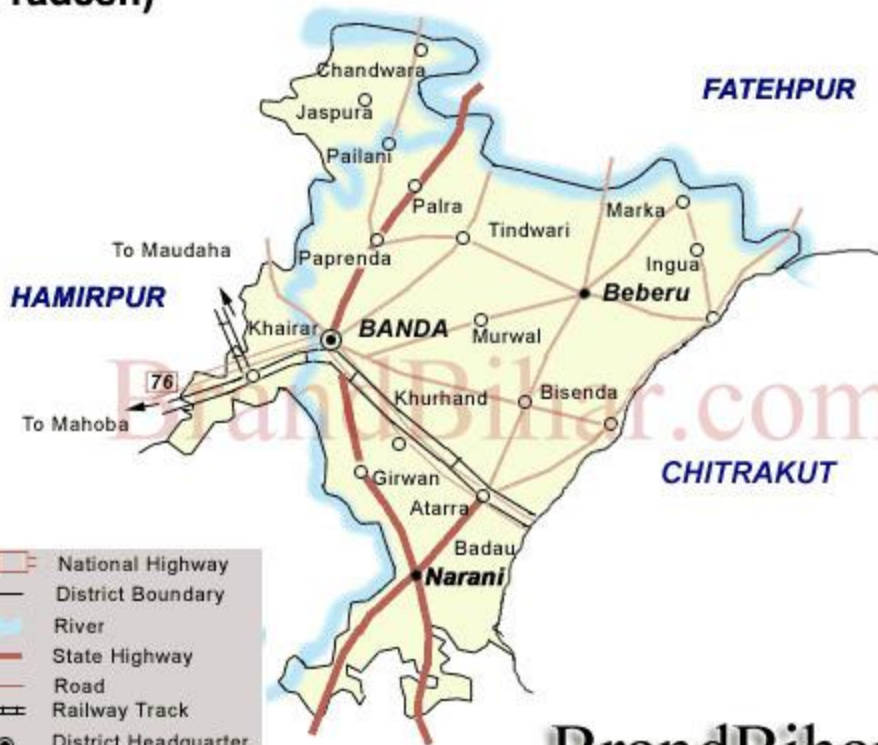 Chandwara
FATEHPUR
Jaspura
Pailani
Palra
Marka
Tindwari
To Maudaha
Paprenda
Ingua
HAMIRPUR
Beberu
Khairar
BANDA
Murwal
76
BrandBihar.com
Khurhand
Bisenda
To Mahoba
CHITRAKUT
Girwan
Atarra
Badau
Narani
National Highway
District Boundary
River
State Highway
Road
Railway Track
District Headquarter